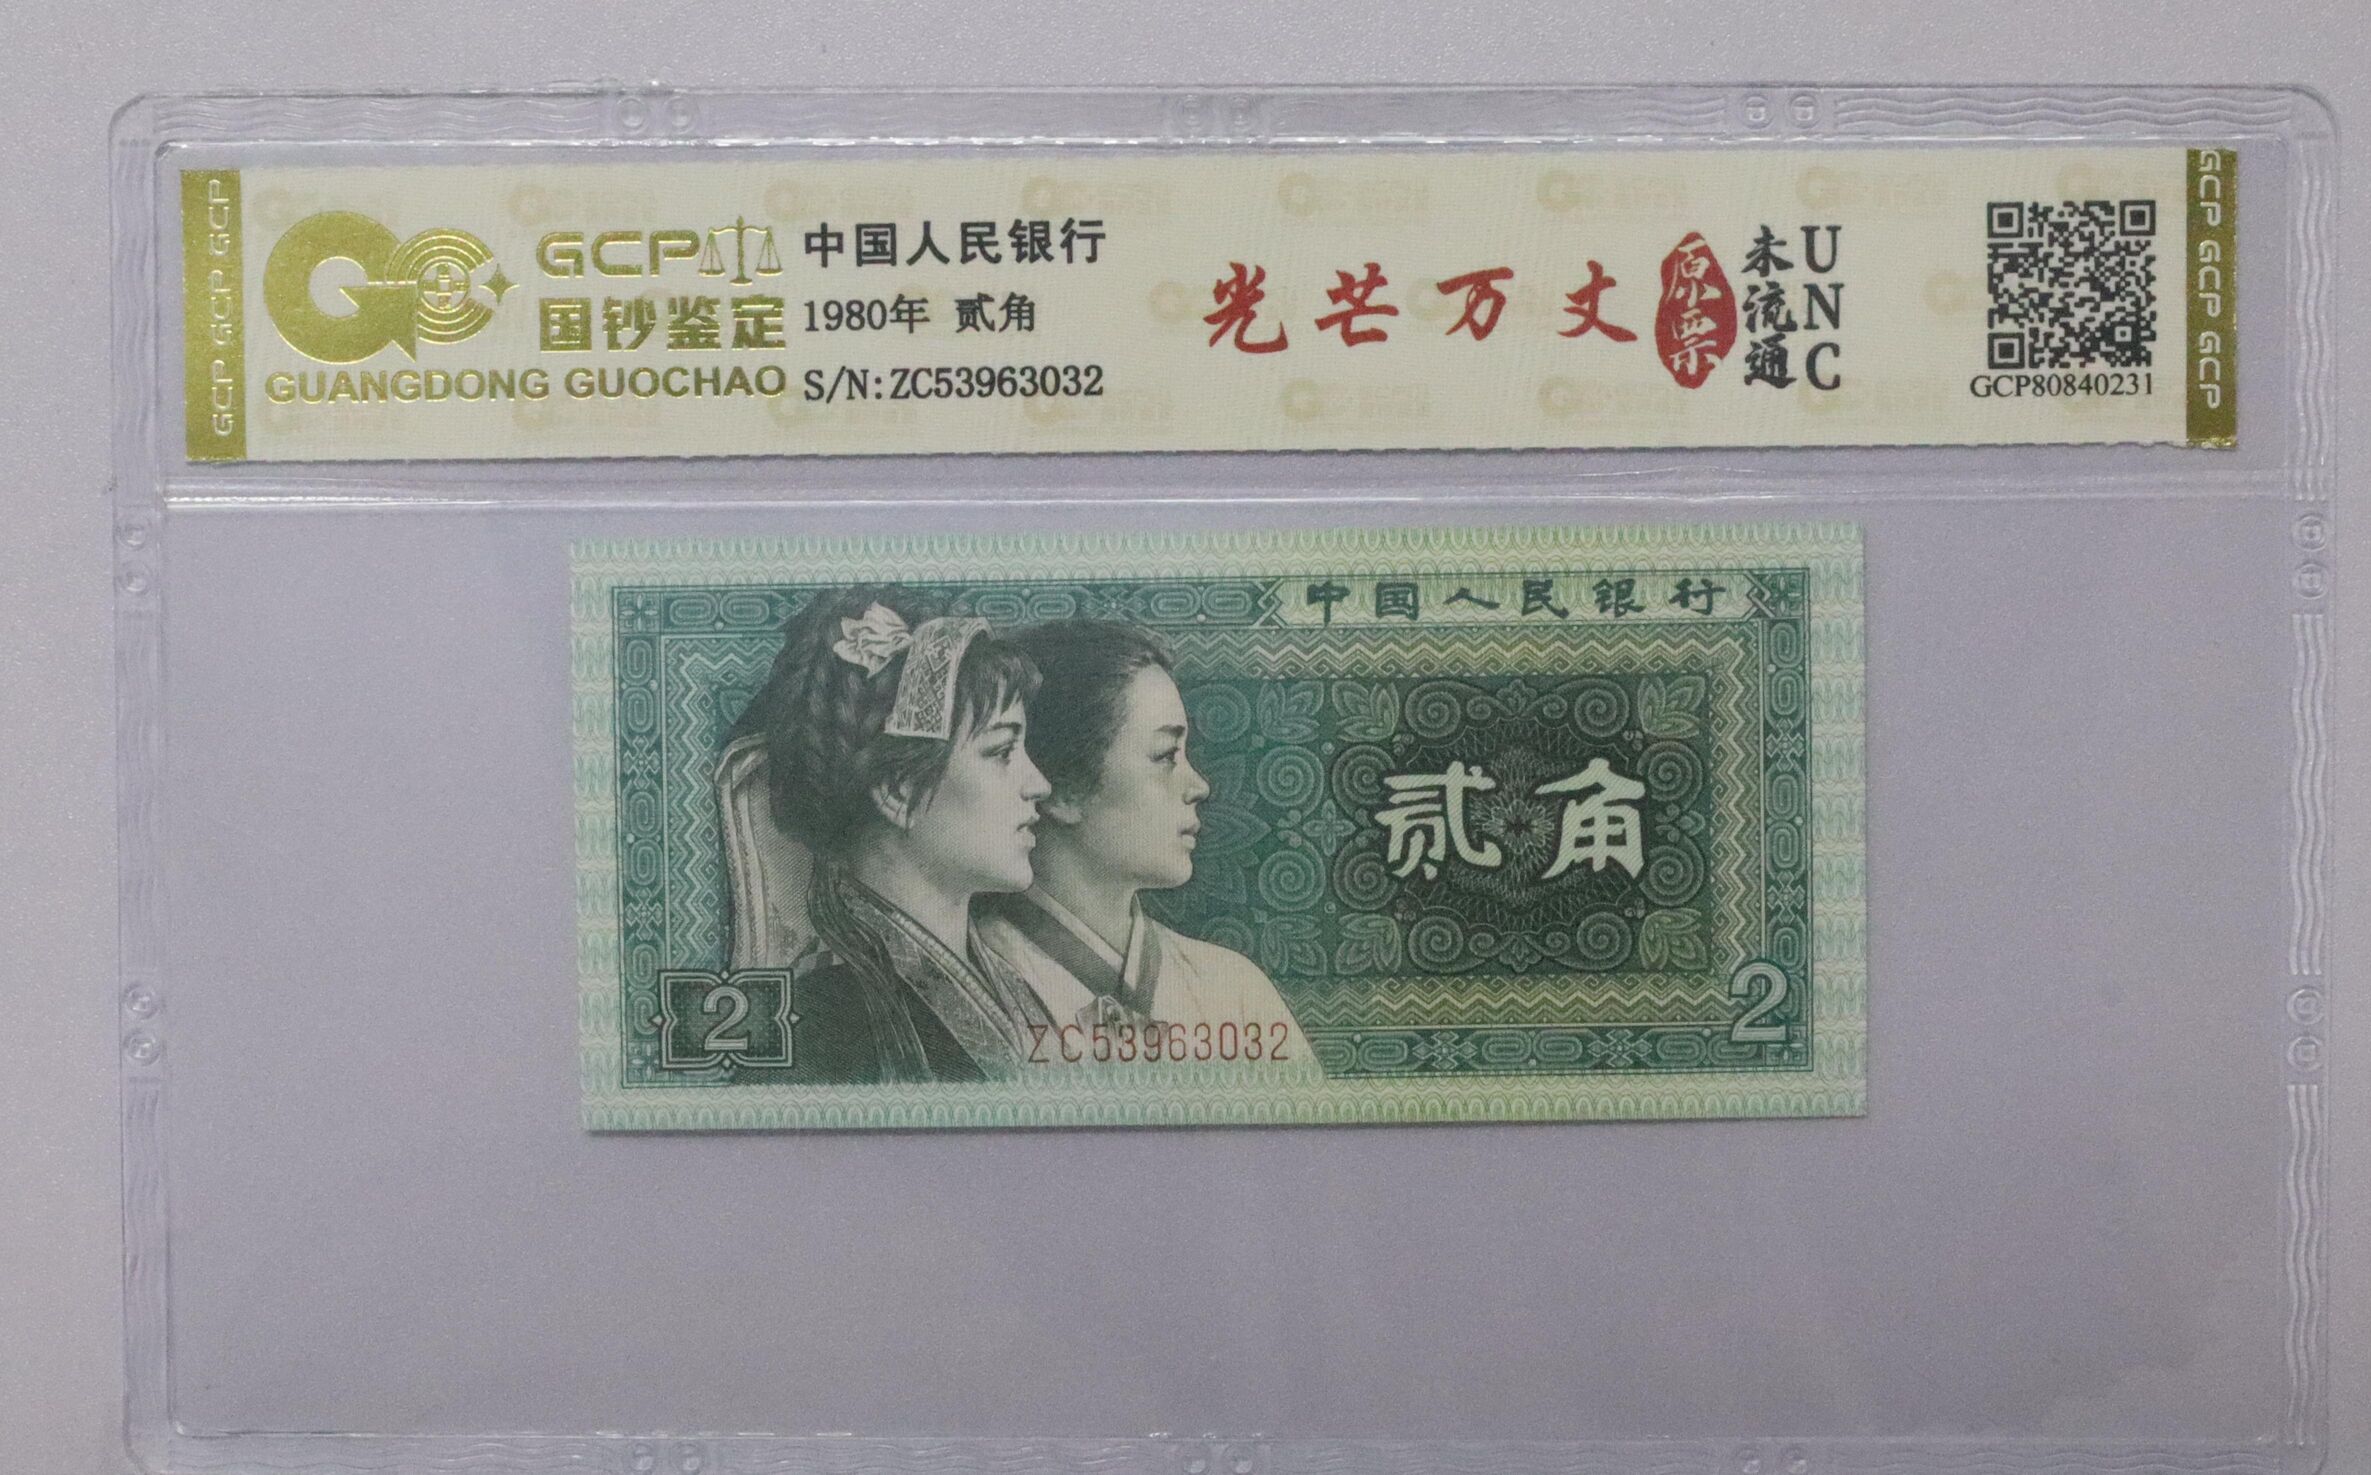 GCP GCP GCP
GCP
国钞鉴定
GUANGDONG GUOCHAO
中国人民银行
1980年 贰角
S/N:ZC53963032
光芒万丈
原票
未流通
UNC
GCP80840231
GCP GCP GCP
中国人民银行
贰角
2
2
ZC53963032